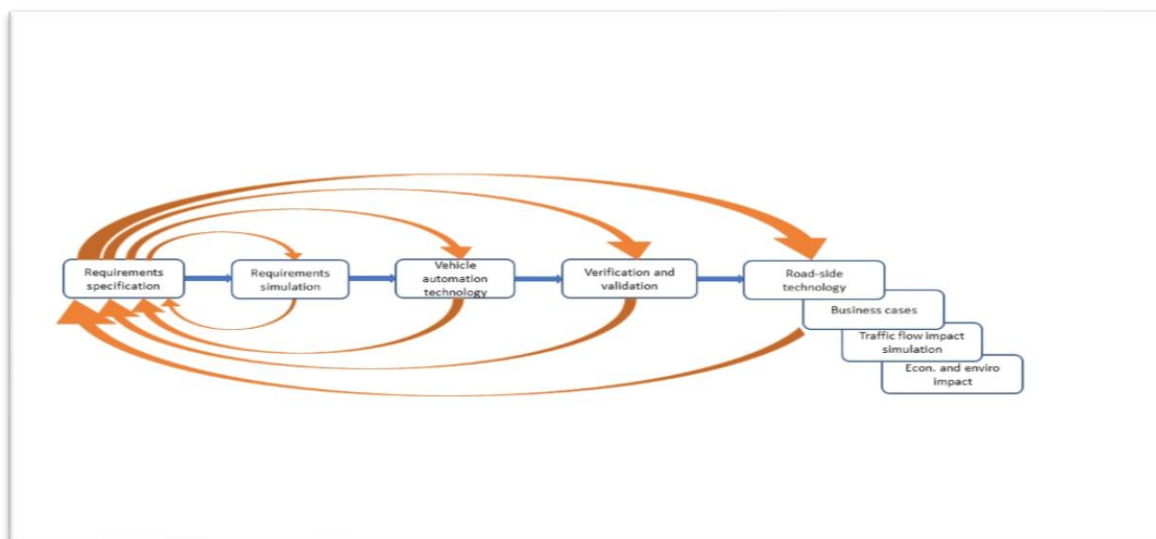 Requirements
specification
Requirements
simulation
Vehicle
automation
technology
Verification and
validation
Road-side
technology
Business cases
Traffic flow impact
simulation
Econ. and enviro
impact